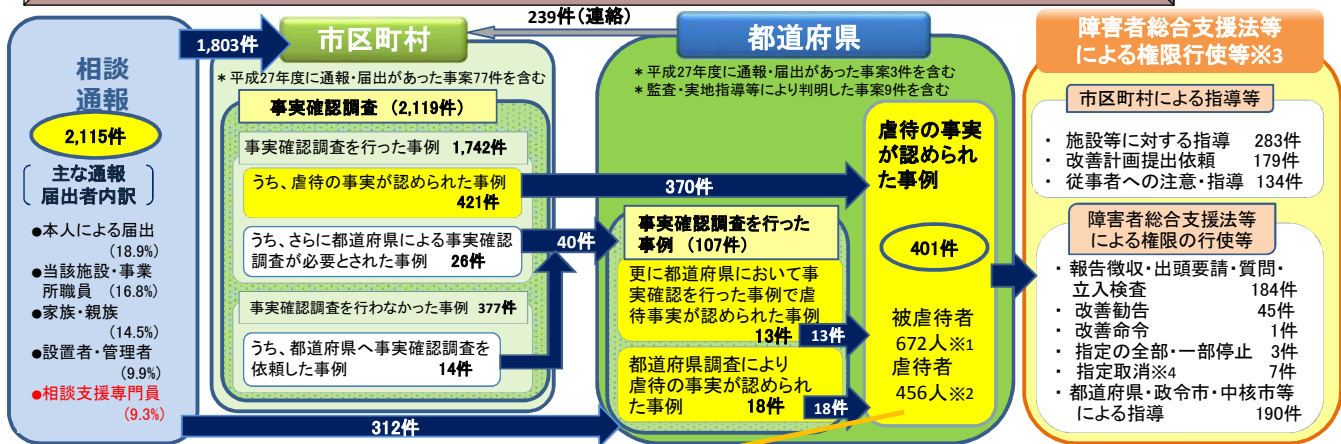 239件(連絡)
1,803件
市区町村
都道府県
障害者総合支援法等
による権限行使等※3
相談
通報
2,115件
主な通報
届出者内訳
●本人による届出
(18.9%)
●当該施設・事業
所職員 (16.8%)
●家族・親族
(14.5%)
●設置者・管理者
(9.9%)
●相談支援専門員
(9.3%)
＊平成27年度に通報・届出があった事案77件を含む
事実確認調査 (2,119件)
事実確認調査を行った事例 1,742件
うち、虐待の事実が認められた事例
421件
うち、さらに都道府県による事実確認
調査が必要とされた事例 26件
事実確認調査を行わなかった事例 377件
うち、都道府県へ事実確認調査を
依頼した事例 14件
370件
40件
312件
＊平成27年度に通報・届出があった事案3件を含む
＊監査・実地指導等により判明した事案9件を含む
事実確認調査を行った
事例 (107件)
更に都道府県において事
実確認を行った事例で虐
待事実が認められた事例
13件
13件
都道府県調査により
虐待の事実が認められ
た事例 18件
18件
虐待の事実
が認められ
た事例
401件
被虐待者
672人※1
虐待者
456人※2
市区町村による指導等
・ 施設等に対する指導 283件
・ 改善計画提出依頼 179件
・ 従事者への注意・指導 134件
障害者総合支援法等
による権限の行使等
・ 報告徴収・出頭要請・質問・
立入検査 184件
・ 改善勧告 45件
・ 改善命令 1件
・ 指定の全部・一部停止 3件
・ 指定取消※4 7件
・ 都道府県・政令市・中核市等
による指導 190件